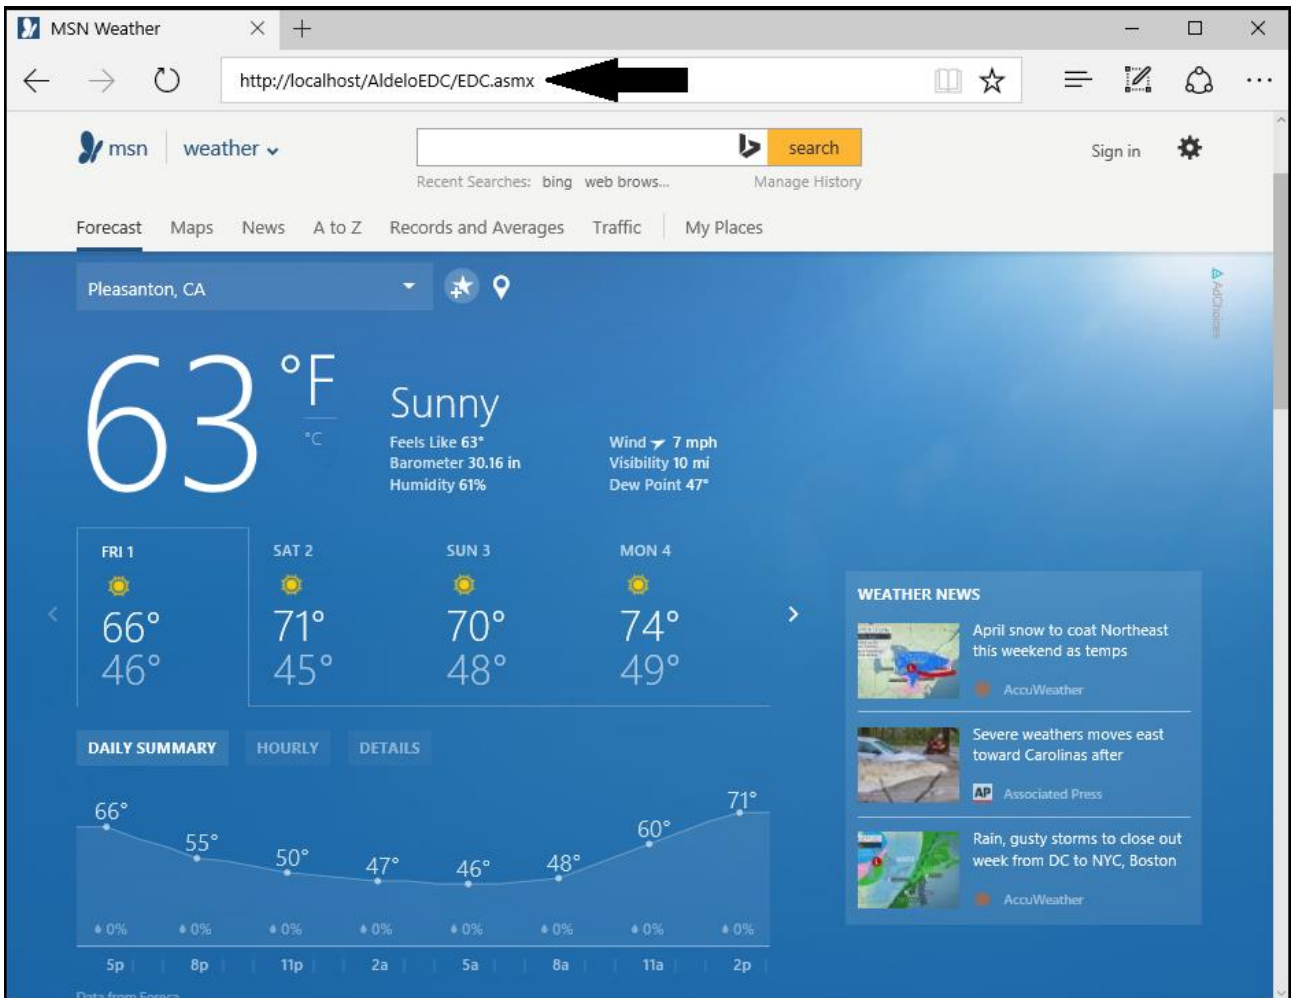 MSN Weather
http://localhost/AldeloEDC/EDC.asmx
msn weather
search
Sign in
Recent Searches: bing web brows... Manage History
Forecast Maps News A to Z Records and Averages Traffic My Places
Pleasanton, CA
AdChoices
63 °F
°C
Sunny
Feels Like 63° Wind 7 mph
Barometer 30.16 in Visibility 10 mi
Humidity 61% Dew Point 47°
FRI 1 SAT 2 SUN 3 MON 4
66° 71° 70° 74°
46° 45° 48° 49°
WEATHER NEWS
April snow to coat Northeast
this weekend as temps
AccuWeather
Severe weathers moves east
toward Carolinas after
AP Associated Press
Rain, gusty storms to close out
week from DC to NYC, Boston
AccuWeather
DAILY SUMMARY HOURLY DETAILS
66° 55° 50° 47° 46° 48° 60° 71°
0% 0% 0% 0% 0% 0% 0% 0%
5p 8p 11p 2a 5a 8a 11a 2p
Data from Foreca